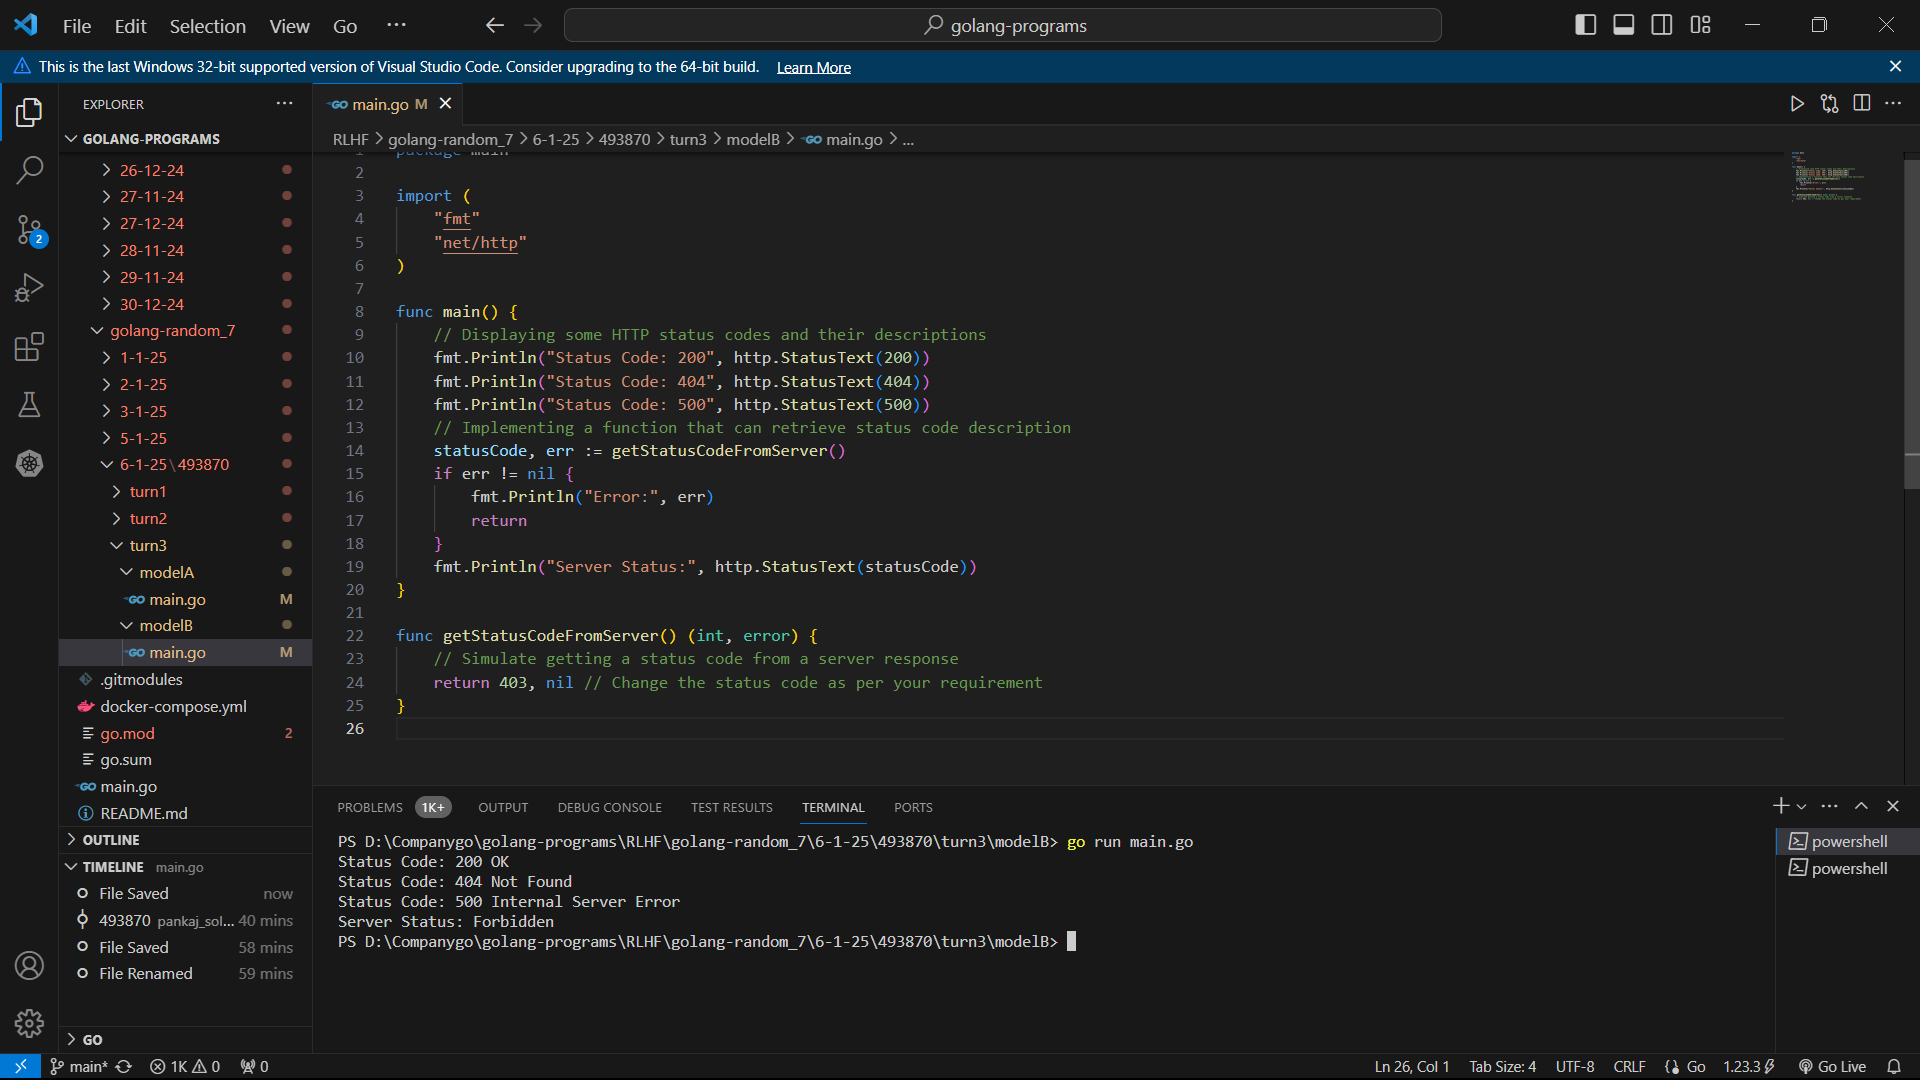 File Edit Selection View Go ···
golang-programs
This is the last Windows 32-bit supported version of Visual Studio Code. Consider upgrading to the 64-bit build. Learn More
EXPLORER
GOLANG-PROGRAMS
26-12-24
27-11-24
27-12-24
28-11-24
29-11-24
30-12-24
golang-random_7
1-1-25
2-1-25
3-1-25
5-1-25
6-1-25\493870
turn1
turn2
turn3
modelA
main.go M
modelB
main.go M
.gitmodules
docker-compose.yml
go.mod 2
go.sum
main.go
README.md
OUTLINE
TIMELINE main.go
File Saved now
493870 pankaj_sol... 40 mins
File Saved 58 mins
File Renamed 59 mins
GO
2
main.go M
RLHF > golang-random_7 > 6-1-25 > 493870 > turn3 > modelB > main.go > ...
1 package main
2
3 import (
4 "fmt"
5 "net/http"
6 )
7
8 func main() {
9 // Displaying some HTTP status codes and their descriptions
10 fmt.Println("Status Code: 200", http.StatusText(200))
11 fmt.Println("Status Code: 404", http.StatusText(404))
12 fmt.Println("Status Code: 500", http.StatusText(500))
13 // Implementing a function that can retrieve status code description
14 statusCode, err := getStatusCodeFromServer()
15 if err != nil {
16 fmt.Println("Error:", err)
17 return
18 }
19 fmt.Println("Server Status:", http.StatusText(statusCode))
20 }
21
22 func getStatusCodeFromServer() (int, error) {
23 // Simulate getting a status code from a server response
24 return 403, nil // Change the status code as per your requirement
25 }
26
PROBLEMS 1K+ OUTPUT DEBUG CONSOLE TEST RESULTS TERMINAL PORTS
PS D:\Companygo\golang-programs\RLHF\golang-random_7\6-1-25\493870\turn3\modelB> go run main.go
Status Code: 200 OK
Status Code: 404 Not Found
Status Code: 500 Internal Server Error
Server Status: Forbidden
PS D:\Companygo\golang-programs\RLHF\golang-random_7\6-1-25\493870\turn3\modelB>
powershell
powershell
main* 1K 0 0
Ln 26, Col 1 Tab Size: 4 UTF-8 CRLF Go 1.23.3 Go Live